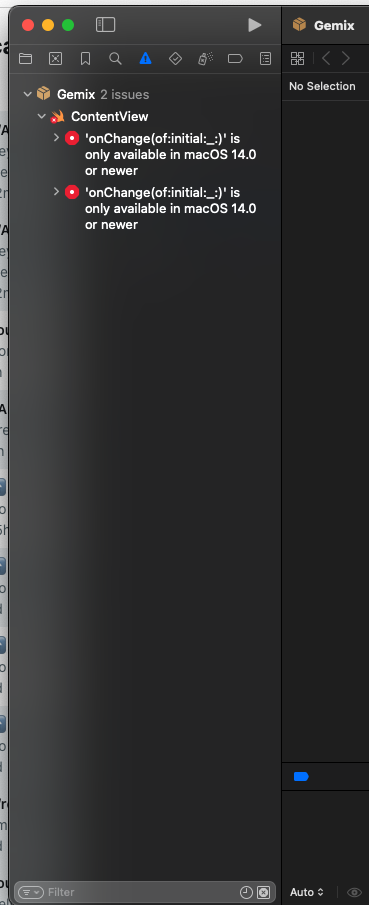 Gemix
No Selection
Gemix 2 issues
ContentView
'onChange(of:initial:_:)' is
only available in macOS 14.0
or newer
'onChange(of:initial:_:)' is
only available in macOS 14.0
or newer
Filter
Auto